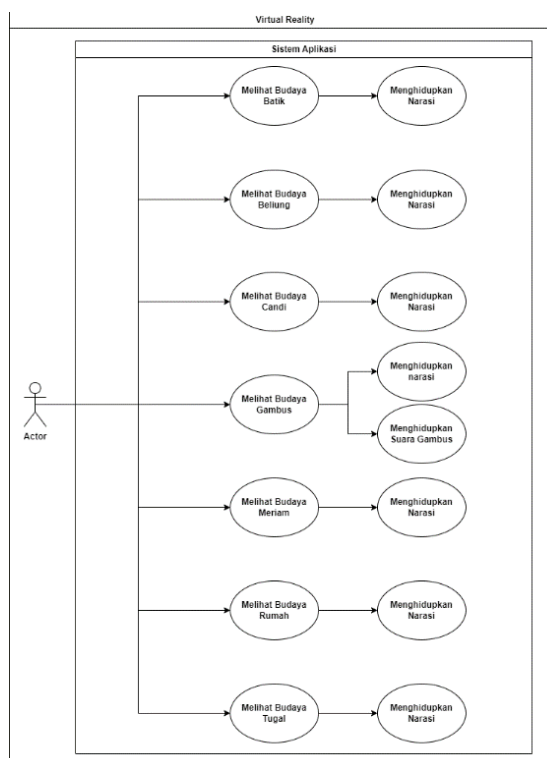 Virtual Reality
Sistem Aplikasi
Melihat Budaya
Batik
Menghidupkan
Narasi
Melihat Budaya
Beliung
Menghidupkan
Narasi
Melihat Budaya
Candi
Menghidupkan
Narasi
Actor
Melihat Budaya
Gambus
Menghidupkan
narasi
Menghidupkan
Suara Gambus
Melihat Budaya
Meriam
Menghidupkan
Narasi
Melihat Budaya
Rumah
Menghidupkan
Narasi
Melihat Budaya
Tugal
Menghidupkan
Narasi